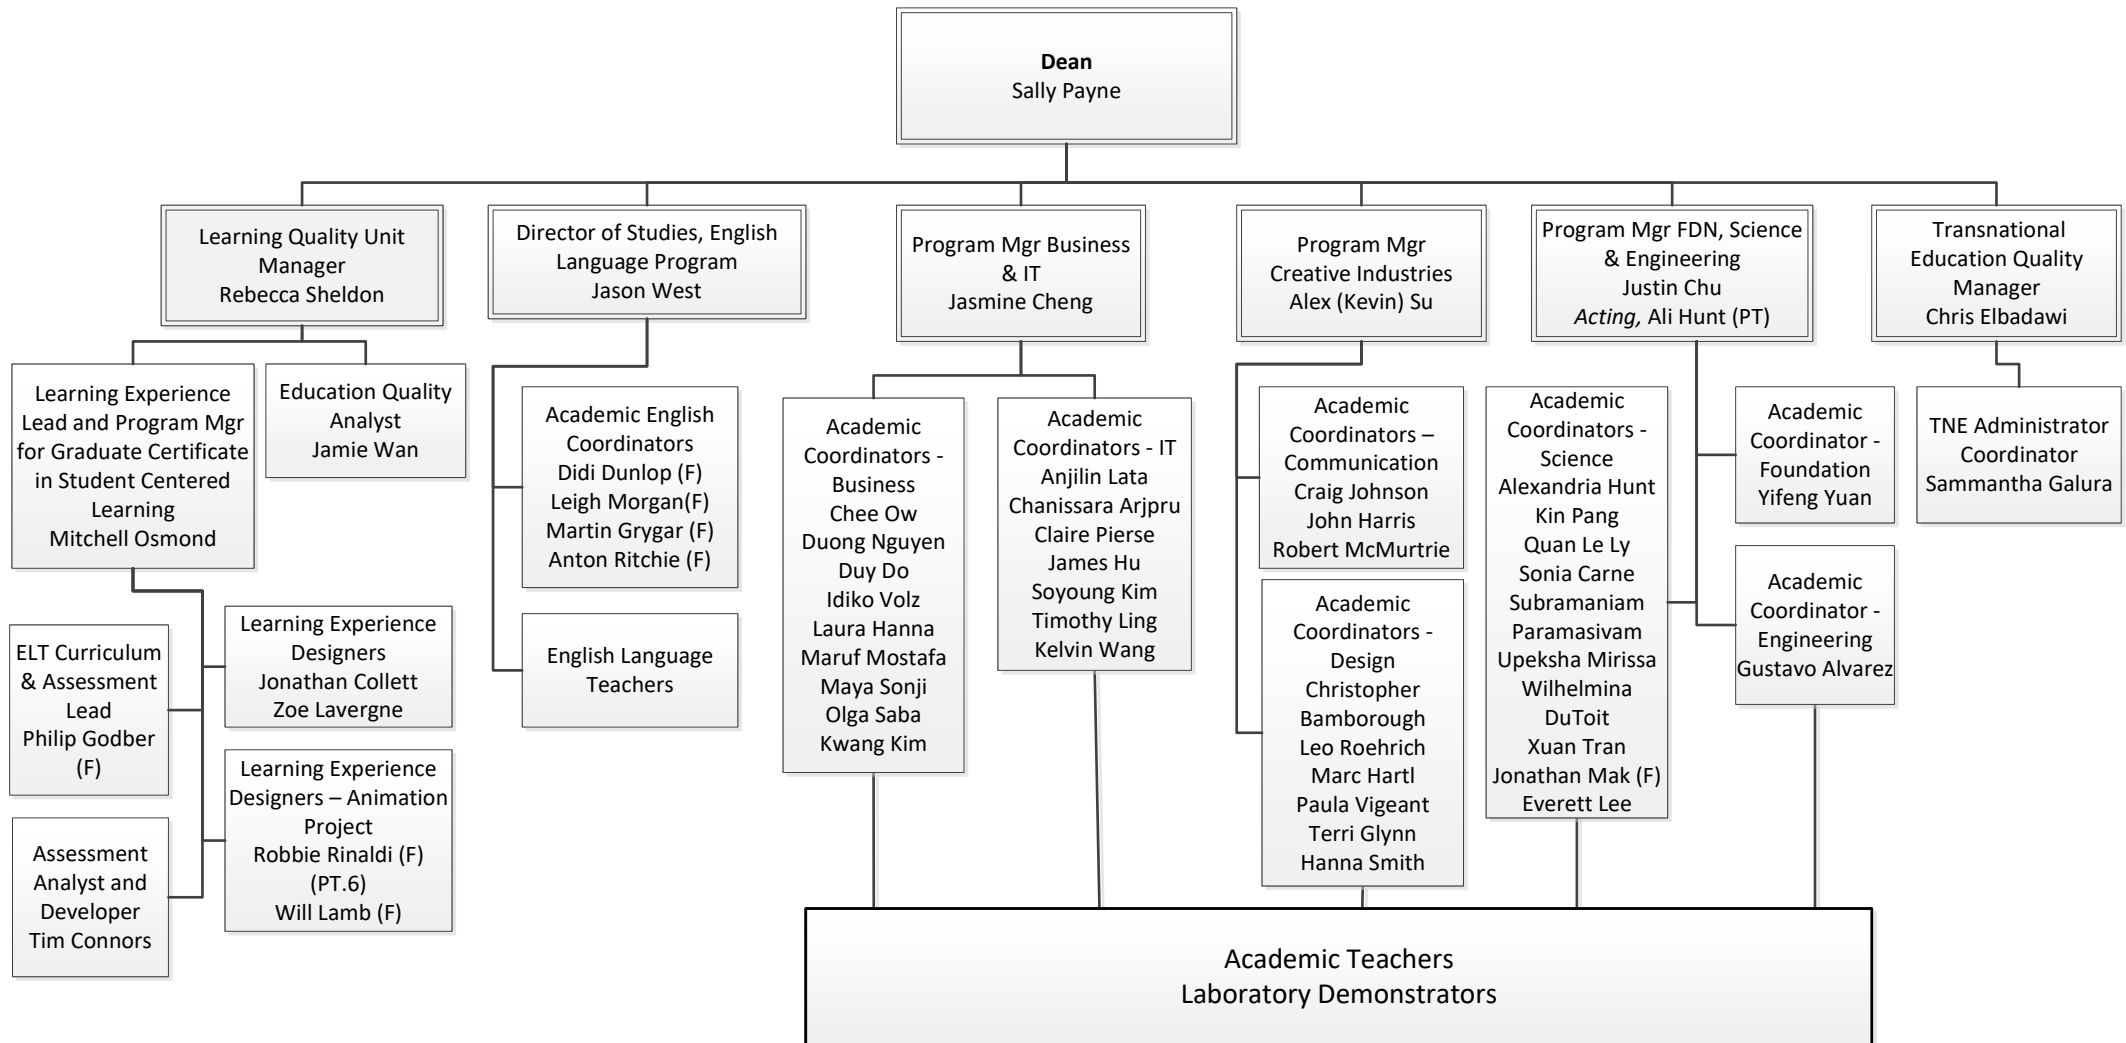 Dean
Sally Payne
Learning Quality Unit
Manager
Rebecca Sheldon
Director of Studies, English
Language Program
Jason West
Program Mgr Business
& IT
Jasmine Cheng
Program Mgr
Creative Industries
Alex (Kevin) Su
Program Mgr FDN, Science
& Engineering
Justin Chu
Acting, Ali Hunt (PT)
Transnational
Education Quality
Manager
Chris Elbadawi
Learning Experience
Lead and Program Mgr
for Graduate Certificate
in Student Centered
Learning
Mitchell Osmond
Education Quality
Analyst
Jamie Wan
ELT Curriculum
& Assessment
Lead
Philip Godber
(F)
Assessment
Analyst and
Developer
Tim Connors
Learning Experience
Designers
Jonathan Collett
Zoe Lavergne
Learning Experience
Designers – Animation
Project
Robbie Rinaldi (F)
(PT.6)
Will Lamb (F)
Academic English
Coordinators
Didi Dunlop (F)
Leigh Morgan(F)
Martin Grygar (F)
Anton Ritchie (F)
English Language
Teachers
Academic
Coordinators -
Business
Chee Ow
Duong Nguyen
Duy Do
Idiko Volz
Laura Hanna
Maruf Mostafa
Maya Sonji
Olga Saba
Kwang Kim
Academic
Coordinators - IT
Anjilin Lata
Chanissara Arjpru
Claire Pierse
James Hu
Soyoung Kim
Timothy Ling
Kelvin Wang
Academic
Coordinators –
Communication
Craig Johnson
John Harris
Robert McMurtrie
Academic
Coordinators -
Design
Christopher
Bamborough
Leo Roehrich
Marc Hartl
Paula Vigeant
Terri Glynn
Hanna Smith
Academic
Coordinators -
Science
Alexandria Hunt
Kin Pang
Quan Le Ly
Sonia Carne
Subramaniam
Paramasivam
Upeksha Mirissa
Wilhelmina
DuToit
Xuan Tran
Jonathan Mak (F)
Everett Lee
Academic
Coordinator -
Foundation
Yifeng Yuan
Academic
Coordinator -
Engineering
Gustavo Alvarez
TNE Administrator
Coordinator
Sammantha Galura
Academic Teachers
Laboratory Demonstrators